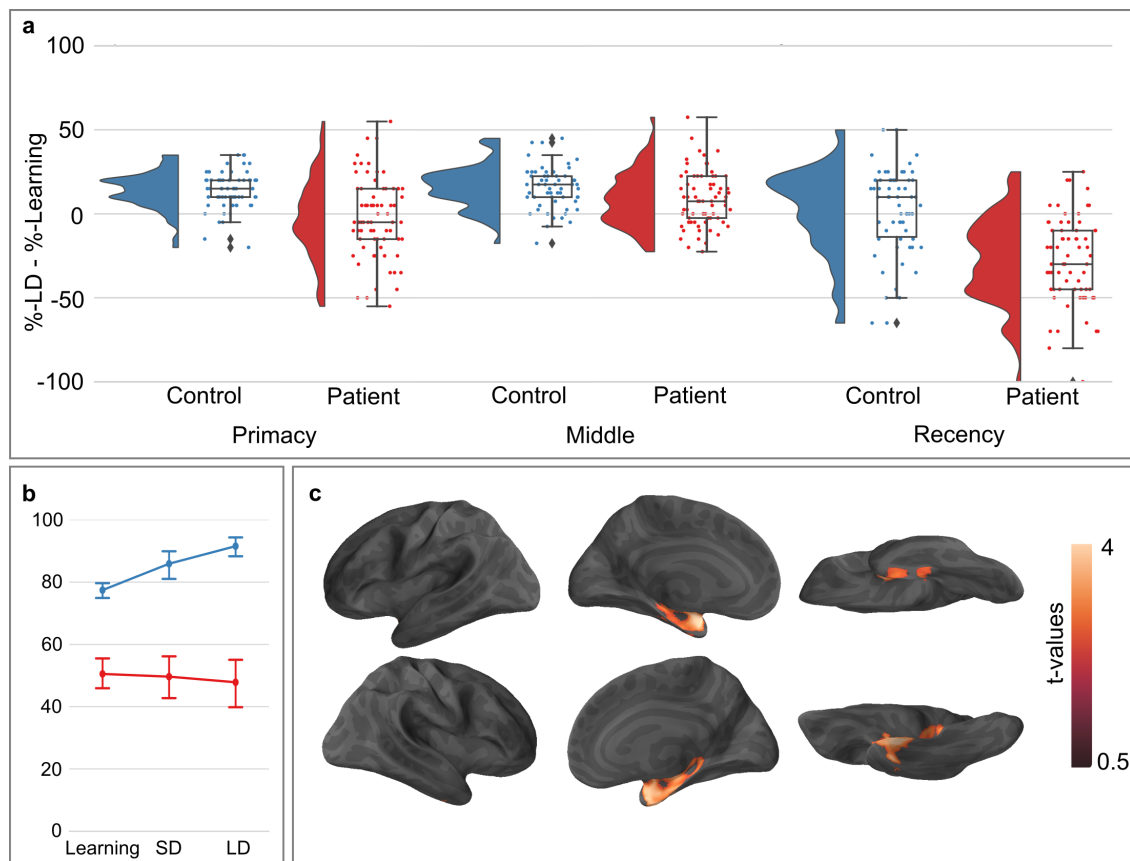 a
100
50
0
-50
-100
%-LD - %-Learning
Control
Patient
Control
Patient
Control
Patient
Primacy
Middle
Recency
b
100
80
60
40
20
0
Learning
SD
LD
c
4
0.5
t-values